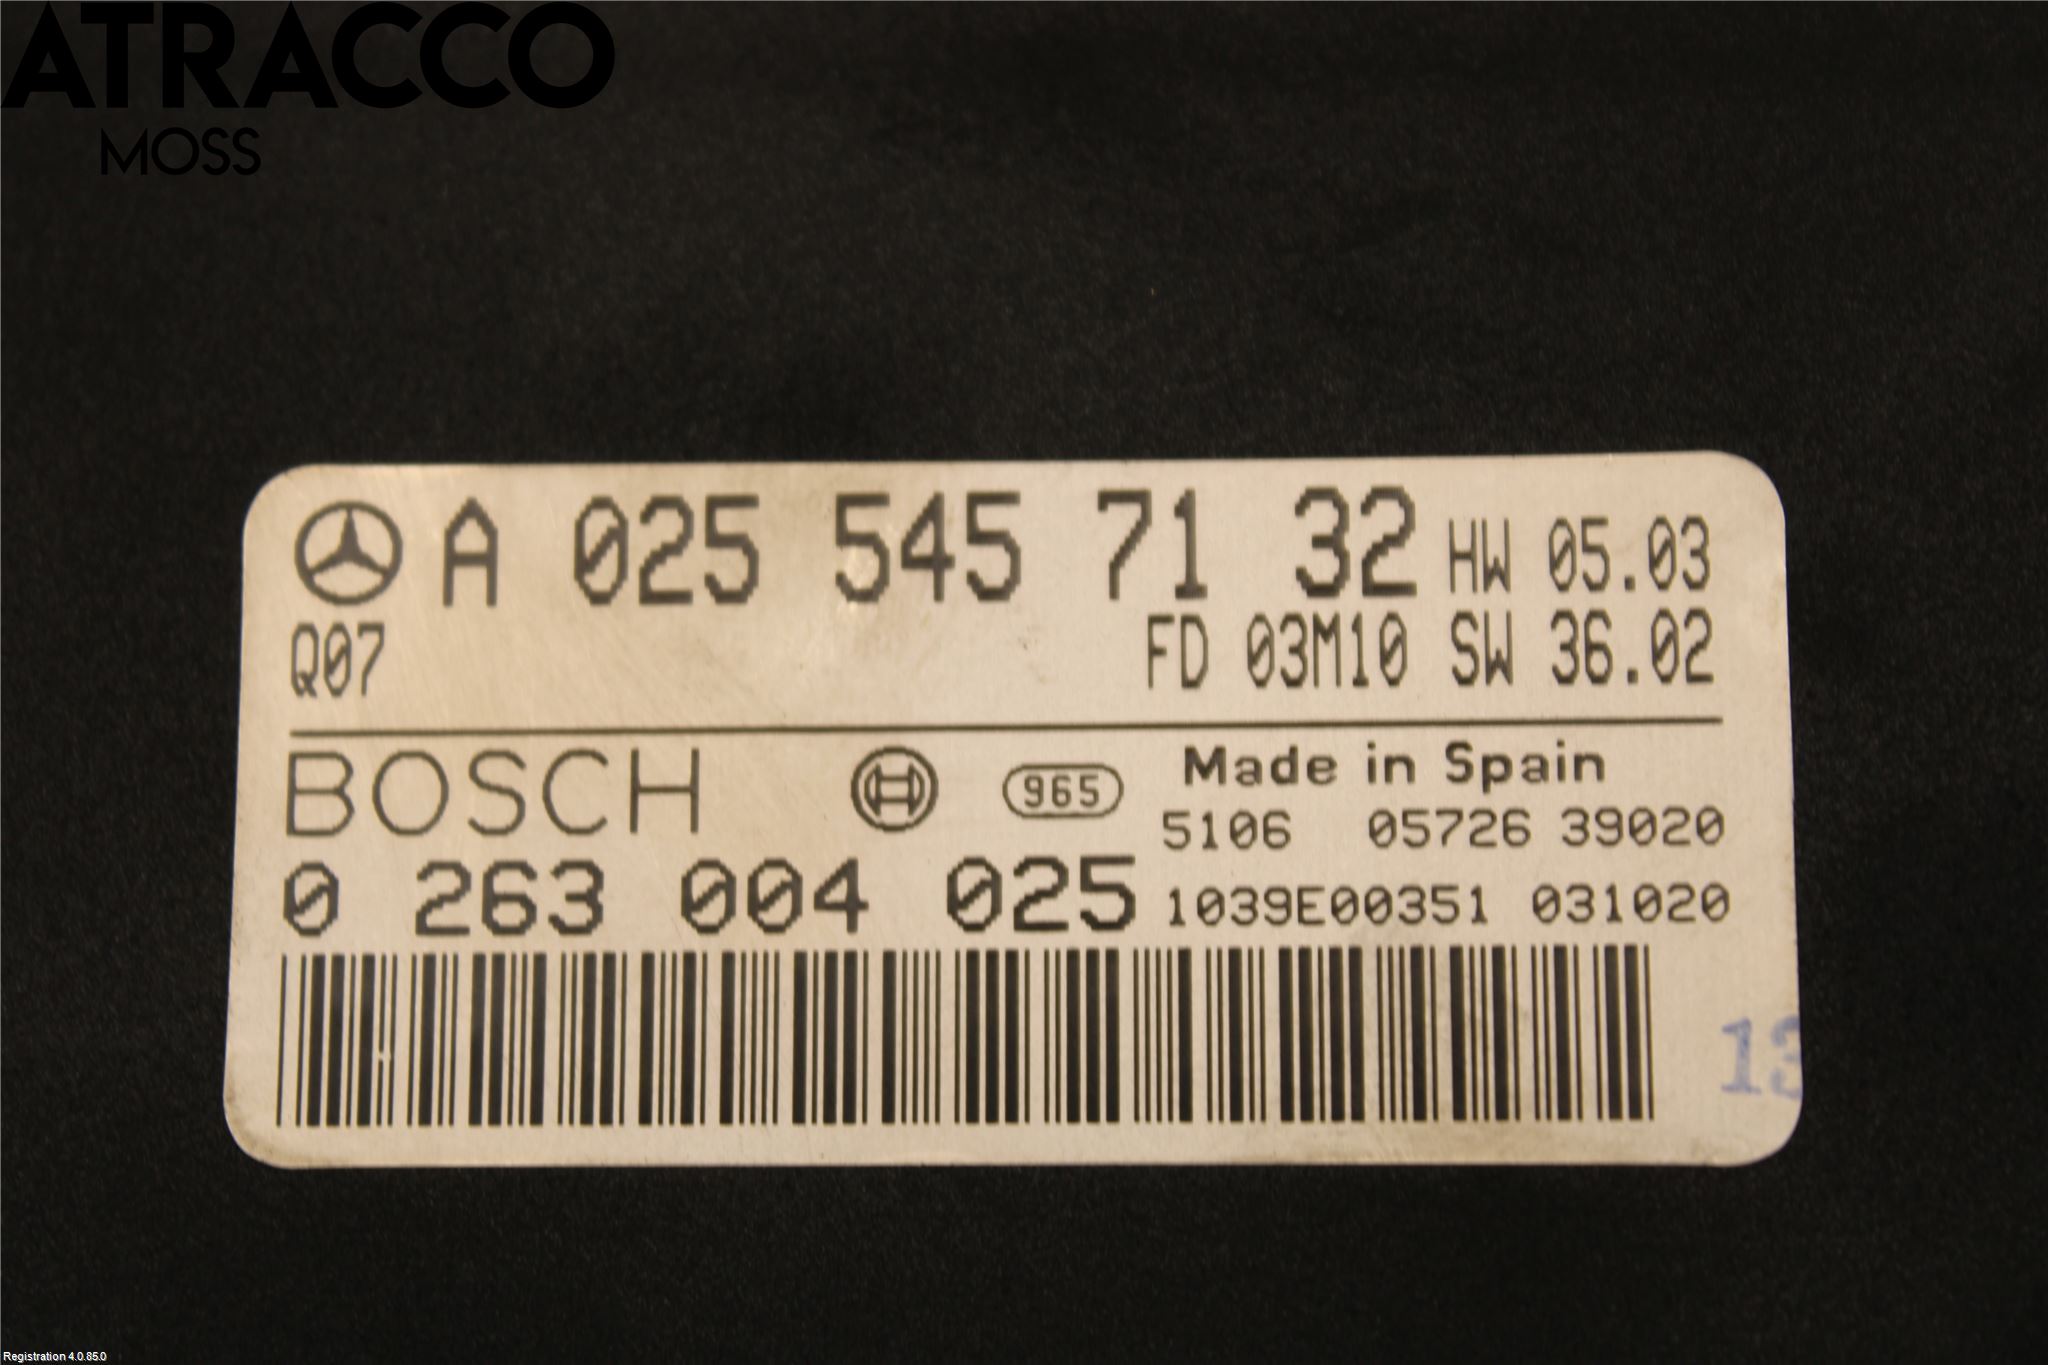 ATRACCO
MOSS
A 025 545 71 32 HW 05.03
Q07 FD 03M10 SW 36.02
BOSCH 965 Made in Spain
5106 05726 39020
0 263 004 025 1039E00351 031020
13
Registration 4.0.85.0